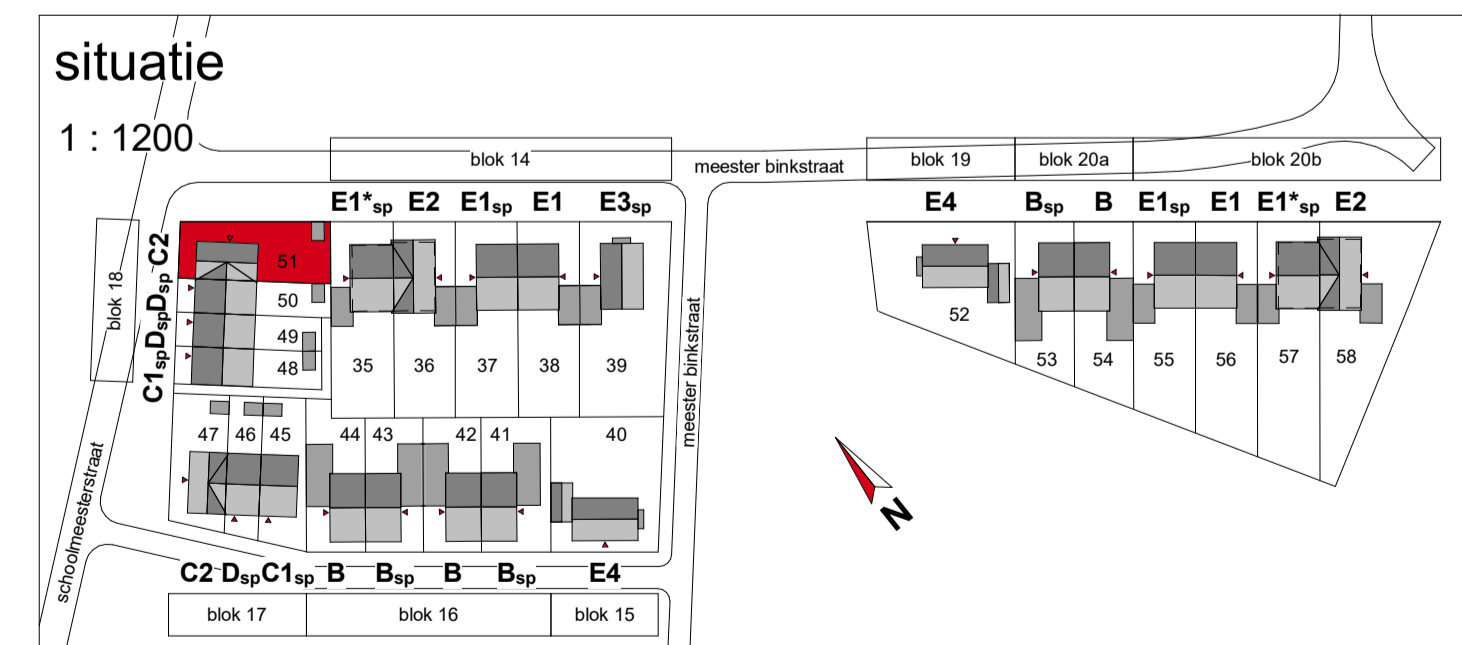 situatie
1 : 1200
blok 14
meester binkstraat
blok 19
blok 20a
blok 20b
E1*sp E2 E1sp E1 E3sp
E4 Bsp B E1sp E1 E1*sp E2
blok 18
C1sp Dsp Dsp C2
51
50
49
48
35 36 37 38 39
52
53 54 55 56 57 58
meester binkstraat
47 46 45 44 43 42 41 40
N
schoolmeesterstraat
C2 Dsp C1sp B Bsp B Bsp E4
blok 17
blok 16
blok 15